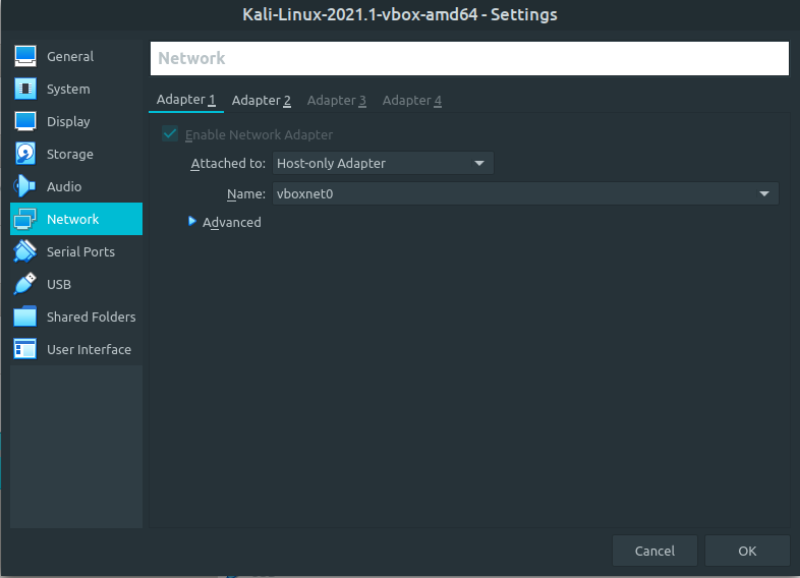 Kali-Linux-2021.1-vbox-amd64 - Settings
General
System
Display
Storage
Audio
Network
Serial Ports
USB
Shared Folders
User Interface
Network
Adapter 1 Adapter 2 Adapter 3 Adapter 4
Enable Network Adapter
Attached to: Host-only Adapter
Name: vboxnet0
Advanced
Cancel OK